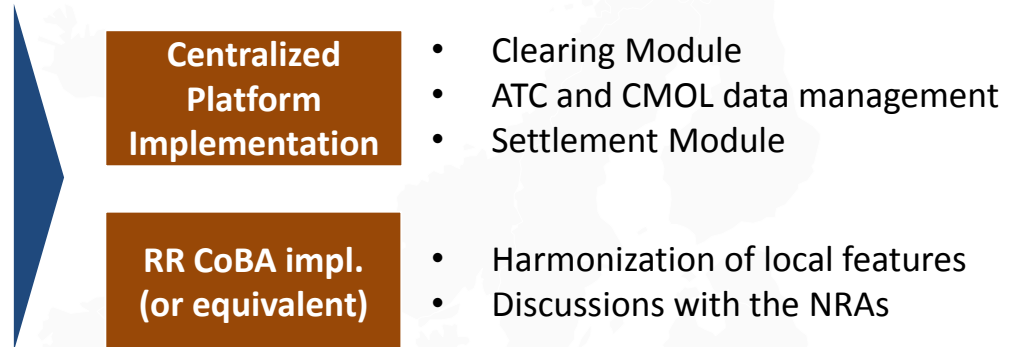 Centralized
Platform
Implementation
• Clearing Module
• ATC and CMOL data management
• Settlement Module
RR CoBA impl.
(or equivalent)
• Harmonization of local features
• Discussions with the NRAs